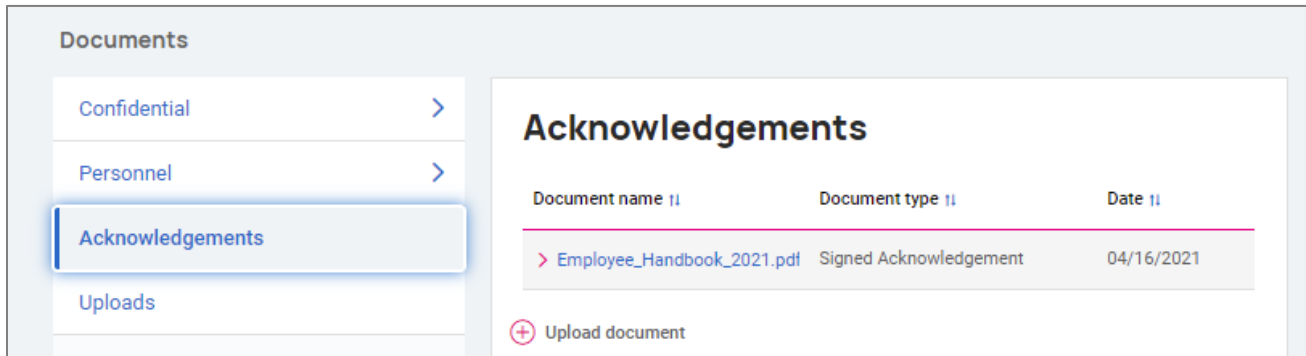 Documents
Confidential
Personnel
Acknowledgements
Uploads
Acknowledgements
Document name Document type Date
Employee_Handbook_2021.pdf Signed Acknowledgement 04/16/2021
Upload document